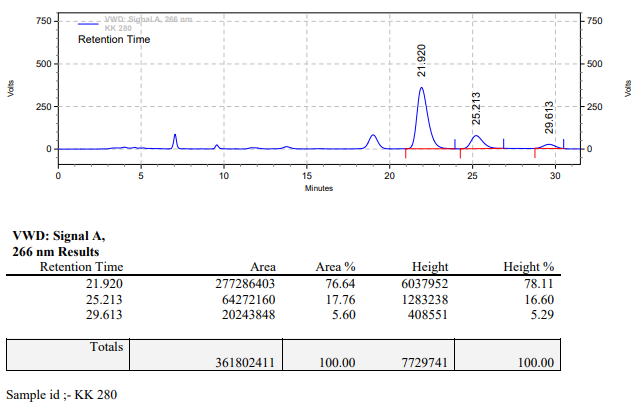 VWD: Signal A, 266 nm
KK 280
Retention Time
750
500
250
0
Volts
21.920
25.213
29.613
750
500
250
0
Volts
0 5 10 15 20 25 30
Minutes
VWD: Signal A,
266 nm Results
Retention Time Area Area % Height Height %
21.920 277286403 76.64 6037952 78.11
25.213 64272160 17.76 1283238 16.60
29.613 20243848 5.60 408551 5.29
Totals
361802411 100.00 7729741 100.00
Sample id ;- KK 280